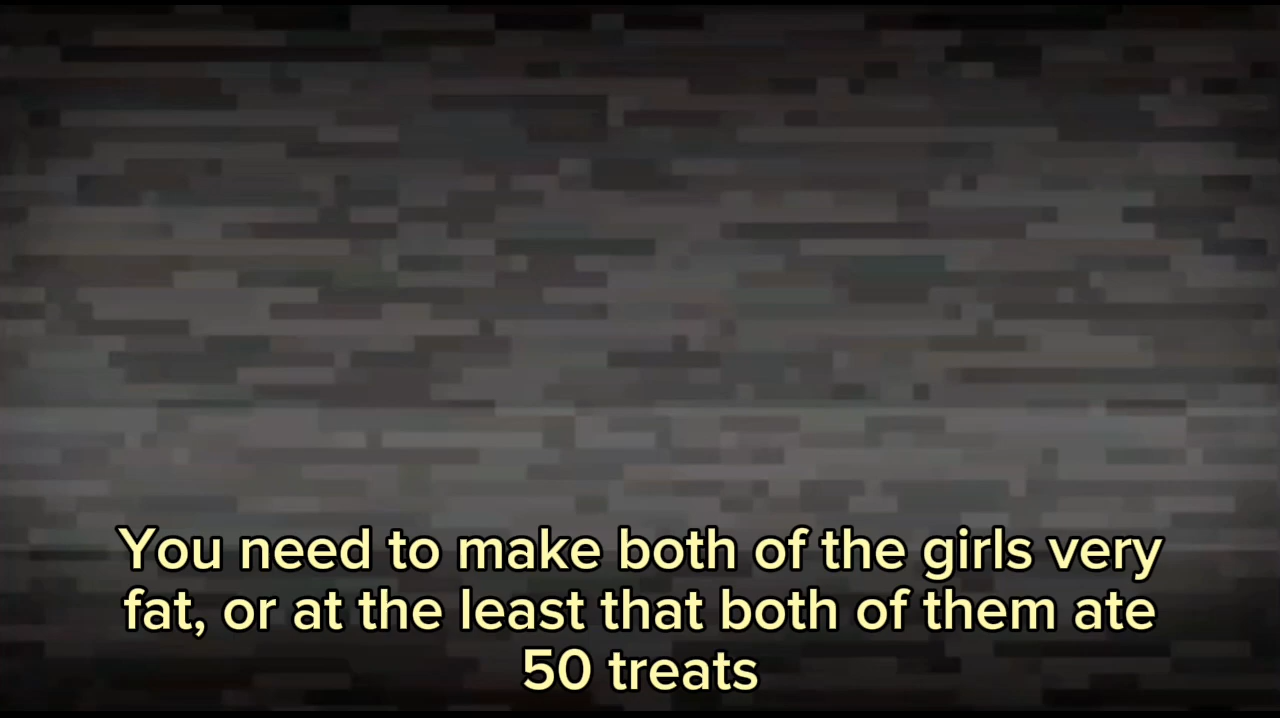 You need to make both of the girls very
fat, or at the least that both of them ate
50 treats